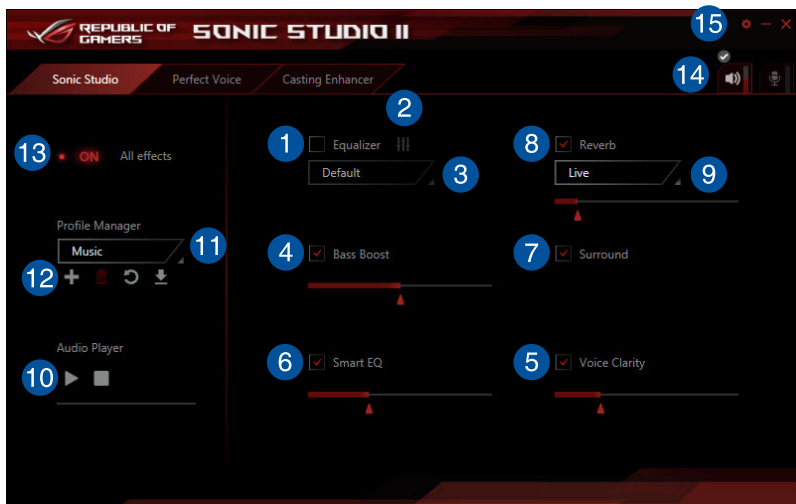 REPUBLIC OF
GAMERS
SONIC STUDIO II
15
Sonic Studio
Perfect Voice
Casting Enhancer
14
2
13
ON
All effects
1
Equalizer
8
Reverb
Default
3
Live
9
Profile Manager
Music
11
12
4
Bass Boost
7
Surround
Audio Player
10
6
Smart EQ
5
Voice Clarity